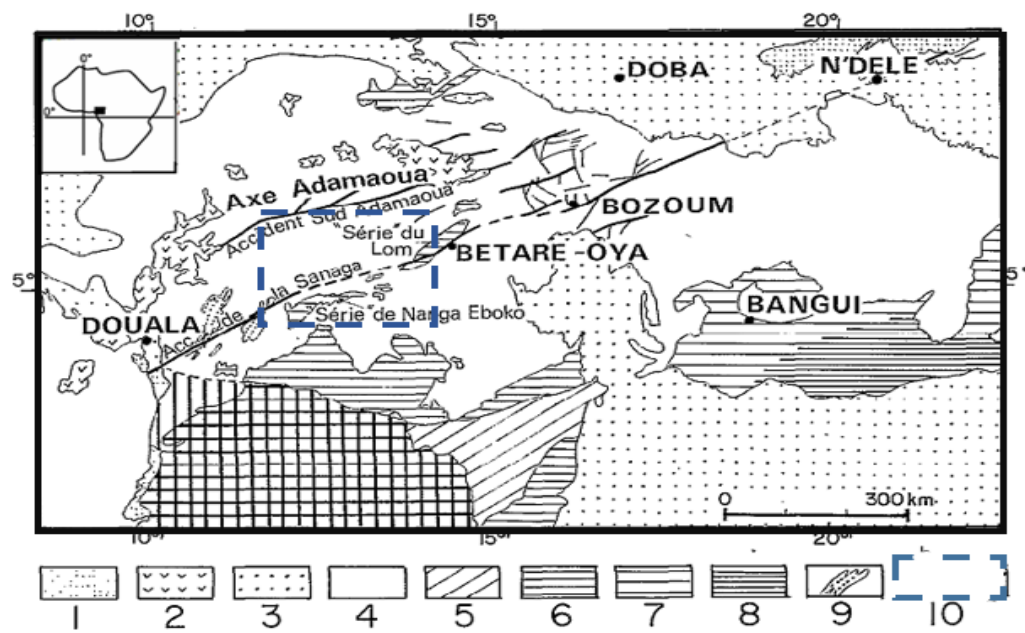 10° 15° 20°
0°
0°
DOBA
N'DELE
Axe Adamaoua
Accident Sud Adamaoua
"Série du
Lom
BOZOUM
BETARE-OYA
5° 5°
Sanaga
la
Acc. de
Série de Nanga Eboko
DOUALA
BANGUI
0 300 km
10° 15° 20°
1 2 3 4 5 6 7 8 9 10